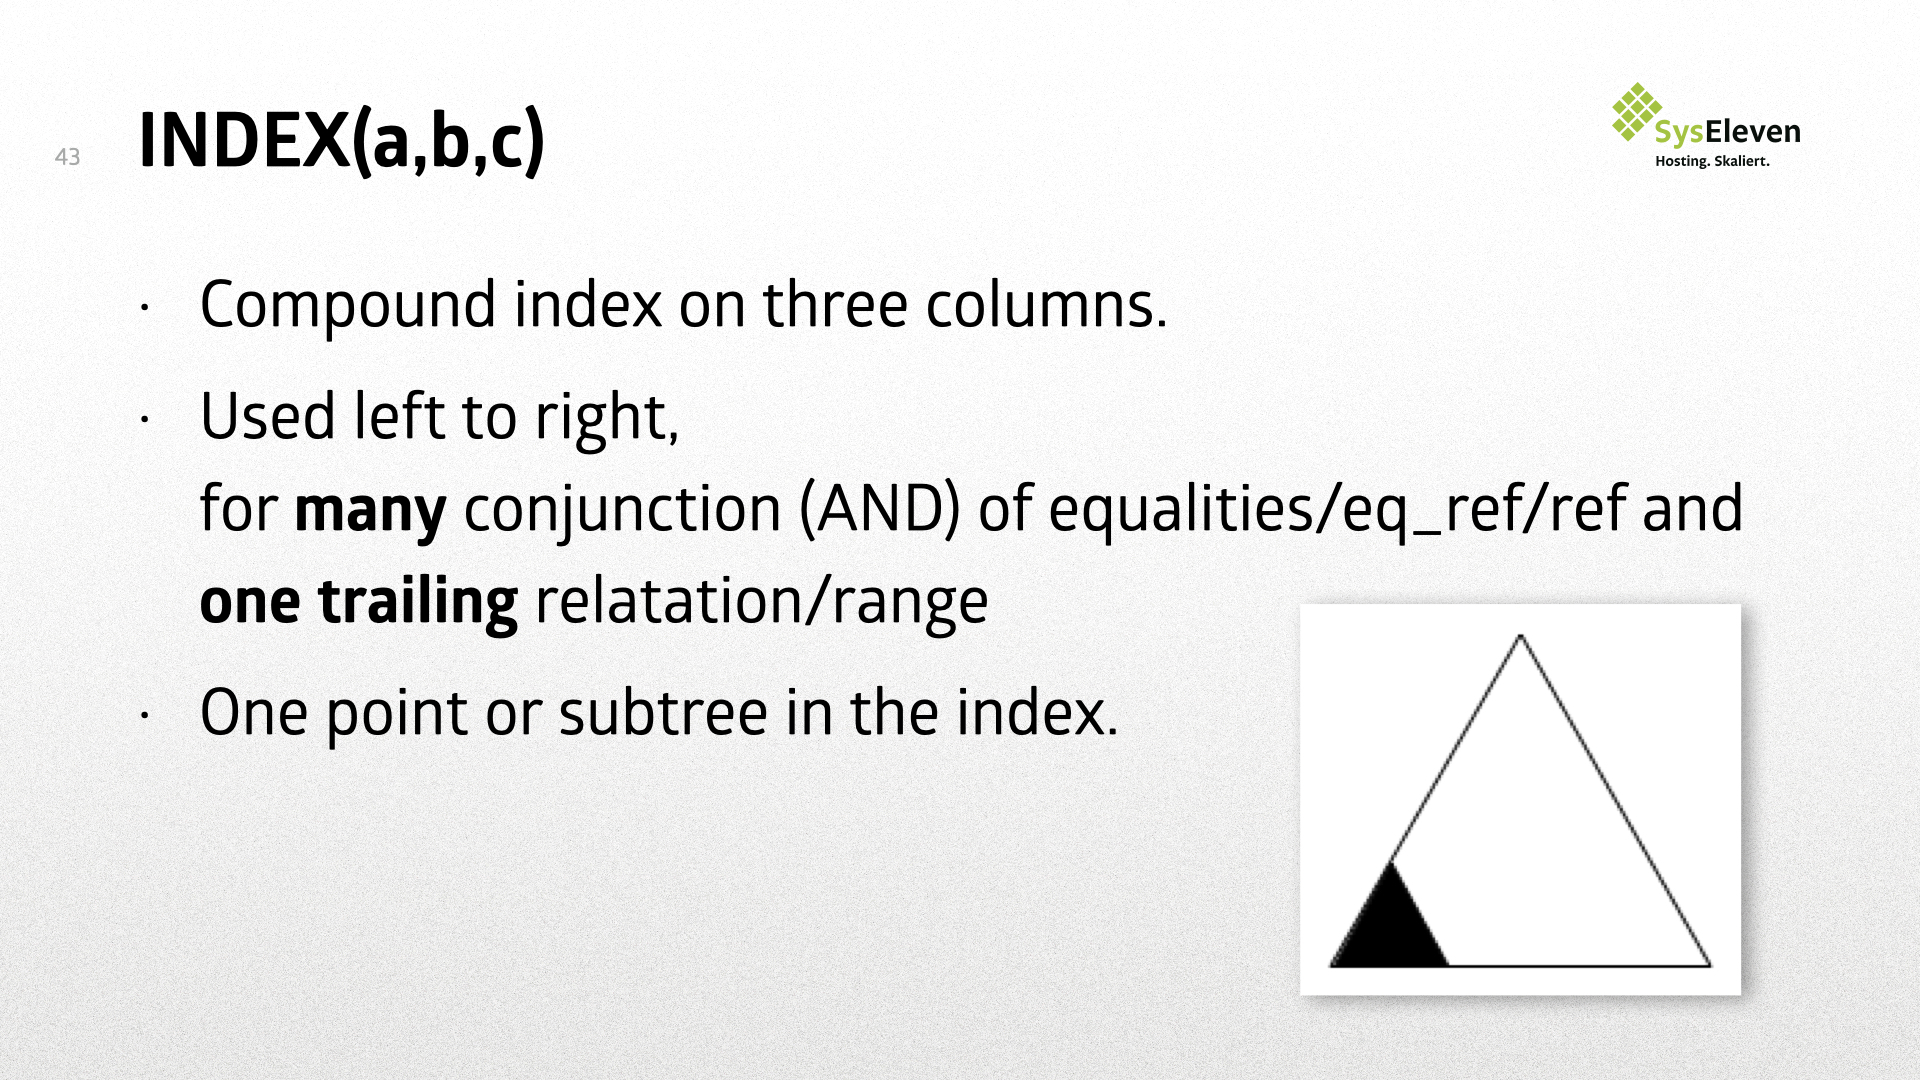 43
INDEX(a,b,c)
SysEleven
Hosting. Skaliert.
· Compound index on three columns.
· Used left to right,
for many conjunction (AND) of equalities/eq_ref/ref and
one trailing relatation/range
· One point or subtree in the index.